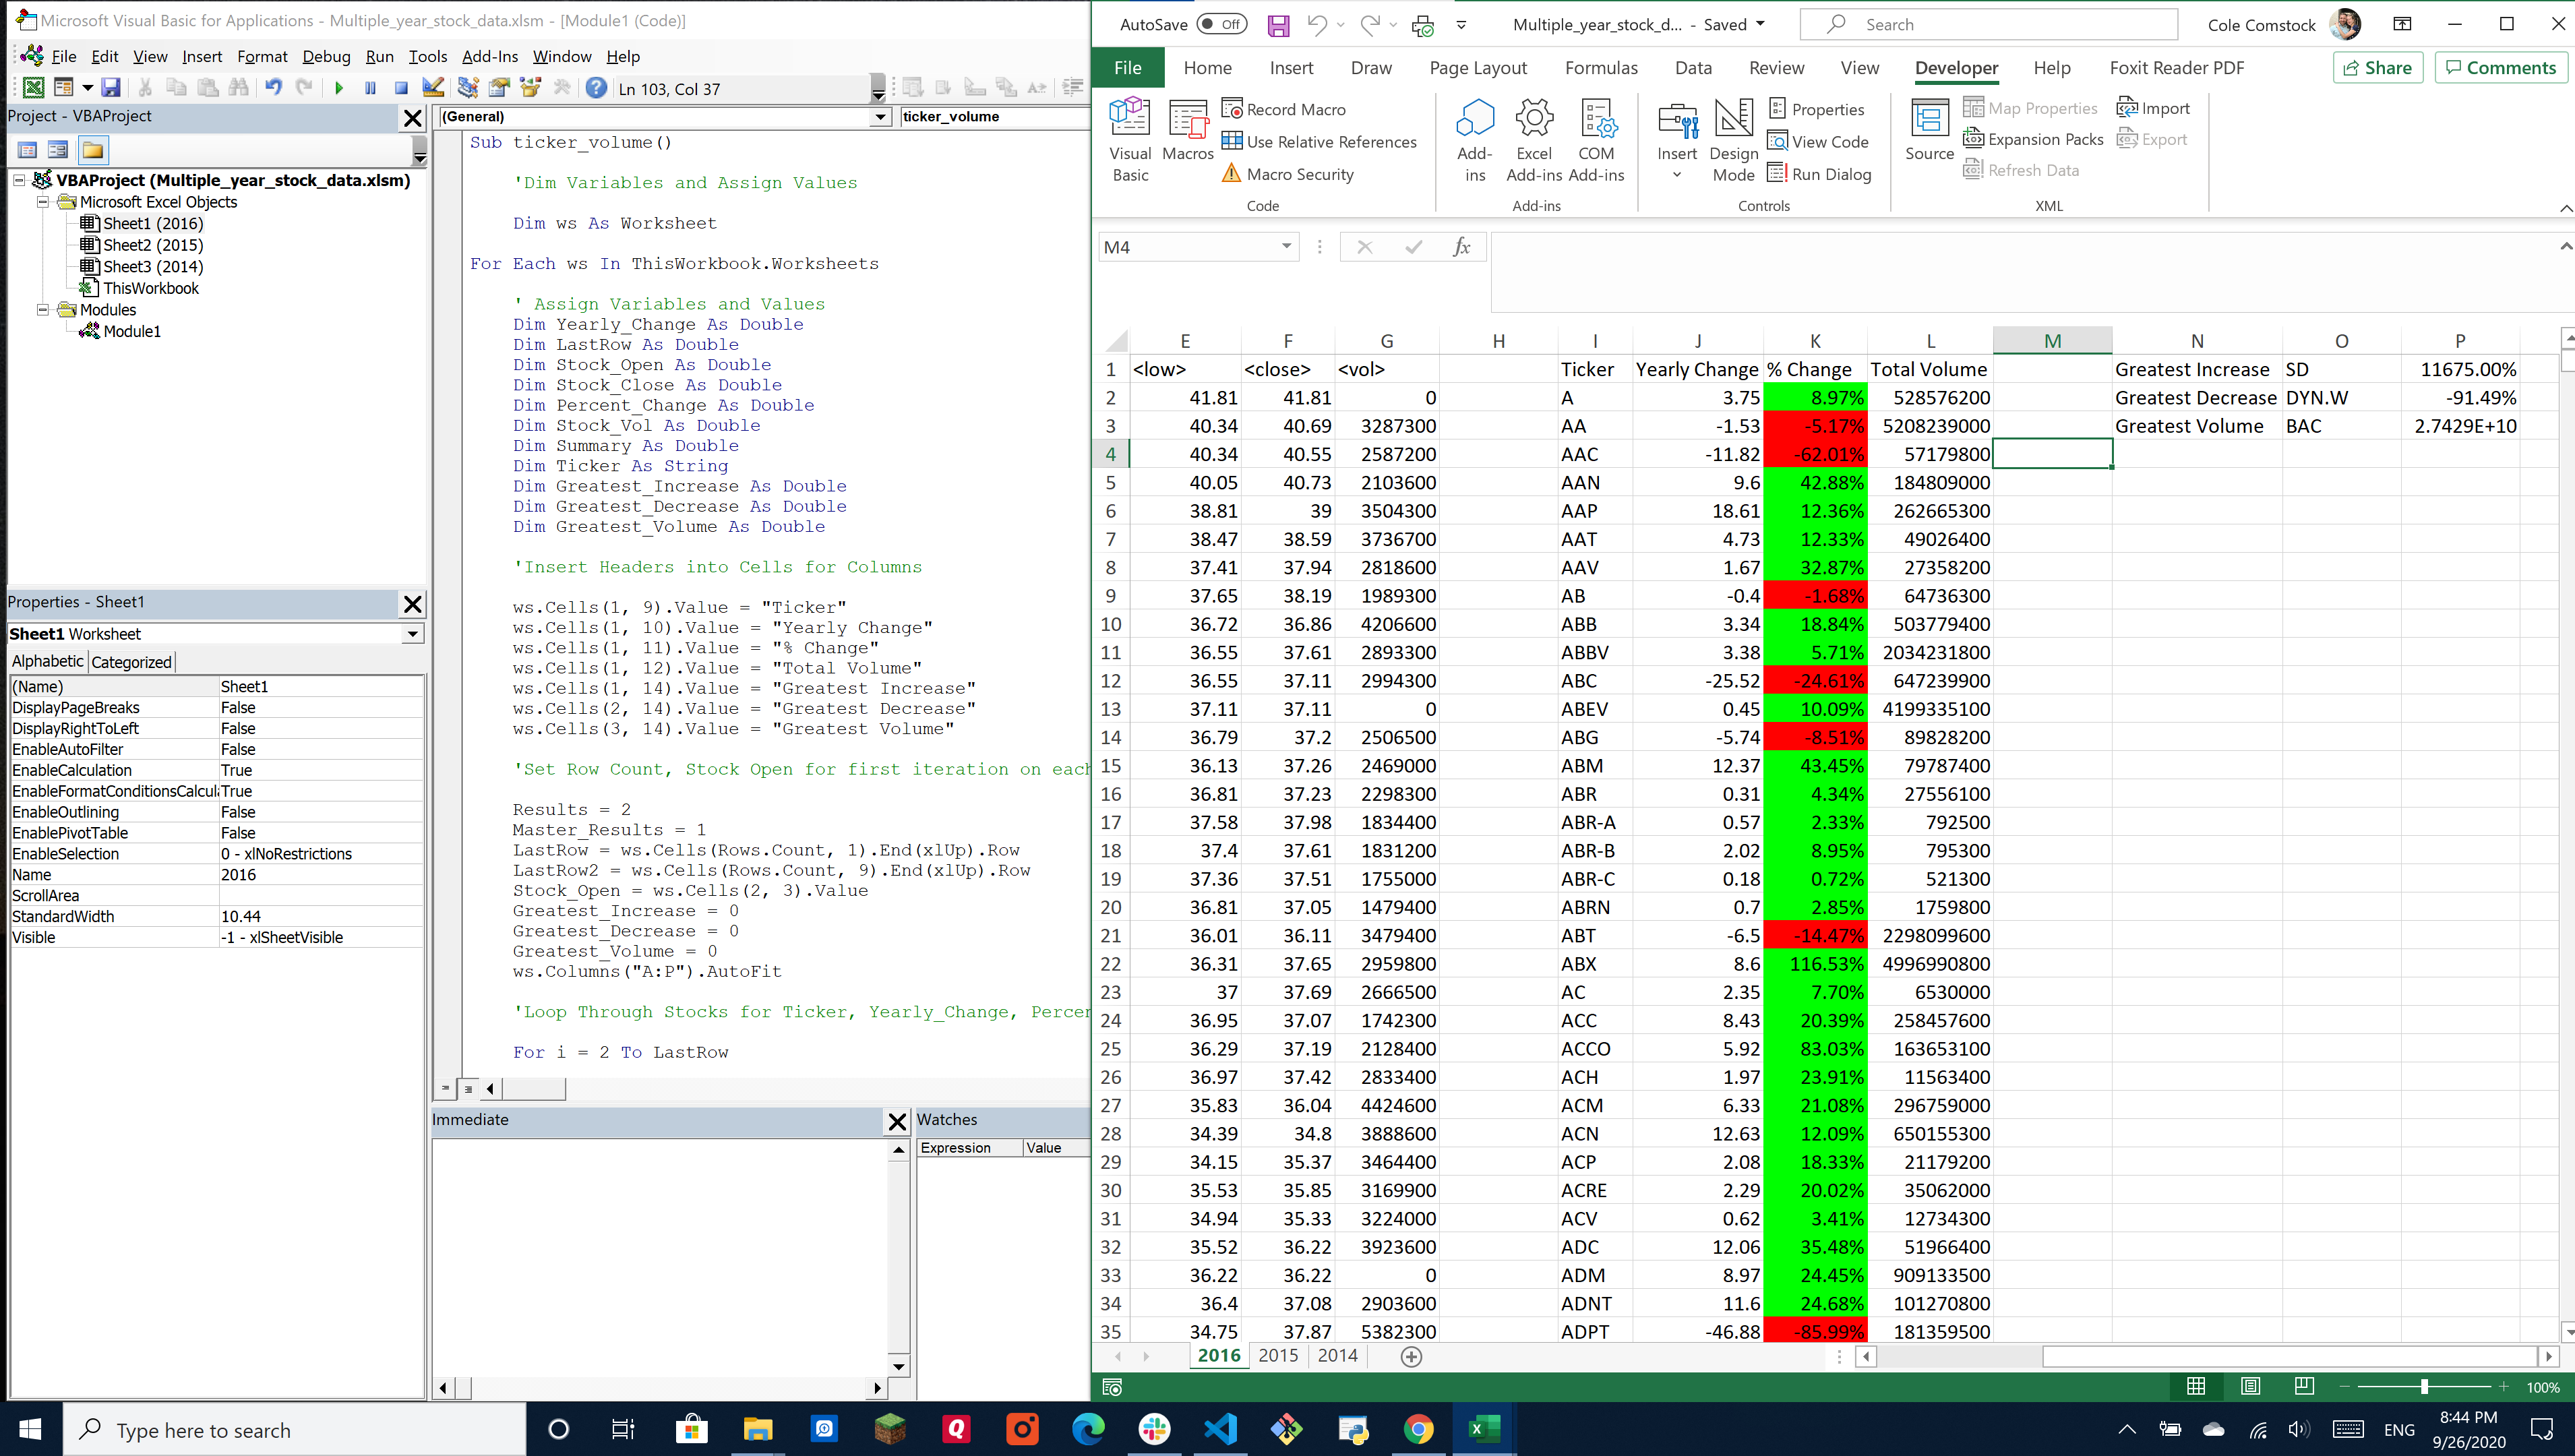 Microsoft Visual Basic for Applications - Multiple_year_stock_data.xlsm - [Module1 (Code)]
File Edit View Insert Format Debug Run Tools Add-Ins Window Help
Ln 103, Col 37
Project - VBAProject
VBAProject (Multiple_year_stock_data.xlsm)
Microsoft Excel Objects
Sheet1 (2016)
Sheet2 (2015)
Sheet3 (2014)
ThisWorkbook
Modules
Module1
Properties - Sheet1
Sheet1 Worksheet
Alphabetic Categorized
(Name) Sheet1
DisplayPageBreaks False
DisplayRightToLeft False
EnableAutoFilter False
EnableCalculation True
EnableFormatConditionsCalcul True
EnableOutlining False
EnablePivotTable False
EnableSelection 0 - xlNoRestrictions
Name 2016
ScrollArea
StandardWidth 10.44
Visible -1 - xlSheetVisible
(General) ticker_volume
Sub ticker_volume()
'Dim Variables and Assign Values
Dim ws As Worksheet
For Each ws In ThisWorkbook.Worksheets
' Assign Variables and Values
Dim Yearly_Change As Double
Dim LastRow As Double
Dim Stock_Open As Double
Dim Stock_Close As Double
Dim Percent_Change As Double
Dim Stock_Vol As Double
Dim Summary As Double
Dim Ticker As String
Dim Greatest_Increase As Double
Dim Greatest_Decrease As Double
Dim Greatest_Volume As Double
'Insert Headers into Cells for Columns
ws.Cells(1, 9).Value = "Ticker"
ws.Cells(1, 10).Value = "Yearly Change"
ws.Cells(1, 11).Value = "% Change"
ws.Cells(1, 12).Value = "Total Volume"
ws.Cells(1, 14).Value = "Greatest Increase"
ws.Cells(2, 14).Value = "Greatest Decrease"
ws.Cells(3, 14).Value = "Greatest Volume"
'Set Row Count, Stock Open for first iteration on each
Results = 2
Master_Results = 1
LastRow = ws.Cells(Rows.Count, 1).End(xlUp).Row
LastRow2 = ws.Cells(Rows.Count, 9).End(xlUp).Row
Stock_Open = ws.Cells(2, 3).Value
Greatest_Increase = 0
Greatest_Decrease = 0
Greatest_Volume = 0
ws.Columns("A:P").AutoFit
'Loop Through Stocks for Ticker, Yearly_Change, Percen
For i = 2 To LastRow
Immediate
Watches
Expression Value
AutoSave Off Multiple_year_stock_d... - Saved Search Cole Comstock
File Home Insert Draw Page Layout Formulas Data Review View Developer Help Foxit Reader PDF Share Comments
Visual Basic Macros Record Macro Use Relative References Macro Security Code
Add-ins Excel Add-ins COM Add-ins Add-ins
Insert Design Mode Properties View Code Run Dialog Controls
Source Map Properties Expansion Packs Refresh Data Import Export XML
M4 fx
E F G H I J K L M N O P
1 <low> <close> <vol> Ticker Yearly Change % Change Total Volume Greatest Increase SD 11675.00%
2 41.81 41.81 0 A 3.75 8.97% 528576200 Greatest Decrease DYN.W -91.49%
3 40.34 40.69 3287300 AA -1.53 -5.17% 5208239000 Greatest Volume BAC 2.7429E+10
4 40.34 40.55 2587200 AAC -11.82 -62.01% 57179800
5 40.05 40.73 2103600 AAN 9.6 42.88% 184809000
6 38.81 39 3504300 AAP 18.61 12.36% 262665300
7 38.47 38.59 3736700 AAT 4.73 12.33% 49026400
8 37.41 37.94 2818600 AAV 1.67 32.87% 27358200
9 37.65 38.19 1989300 AB -0.4 -1.68% 64736300
10 36.72 36.86 4206600 ABB 3.34 18.84% 503779400
11 36.55 37.61 2893300 ABBV 3.38 5.71% 2034231800
12 36.55 37.11 2994300 ABC -25.52 -24.61% 647239900
13 37.11 37.11 0 ABEV 0.45 10.09% 4199335100
14 36.79 37.2 2506500 ABG -5.74 -8.51% 89828200
15 36.13 37.26 2469000 ABM 12.37 43.45% 79787400
16 36.81 37.23 2298300 ABR 0.31 4.34% 27556100
17 37.58 37.98 1834400 ABR-A 0.57 2.33% 792500
18 37.4 37.61 1831200 ABR-B 2.02 8.95% 795300
19 37.36 37.51 1755000 ABR-C 0.18 0.72% 521300
20 36.81 37.05 1479400 ABRN 0.7 2.85% 1759800
21 36.01 36.11 3479400 ABT -6.5 -14.47% 2298099600
22 36.31 37.65 2959800 ABX 8.6 116.53% 4996990800
23 37 37.69 2666500 AC 2.35 7.70% 6530000
24 36.95 37.07 1742300 ACC 8.43 20.39% 258457600
25 36.29 37.19 2128400 ACCO 5.92 83.03% 163653100
26 36.97 37.42 2833400 ACH 1.97 23.91% 11563400
27 35.83 36.04 4424600 ACM 6.33 21.08% 296759000
28 34.39 34.8 3888600 ACN 12.63 12.09% 650155300
29 34.15 35.37 3464400 ACP 2.08 18.33% 21179200
30 35.53 35.85 3169900 ACRE 2.29 20.02% 35062000
31 34.94 35.33 3224000 ACV 0.62 3.41% 12734300
32 35.52 36.22 3923600 ADC 12.06 35.48% 51966400
33 36.22 36.22 0 ADM 8.97 24.45% 909133500
34 36.4 37.08 2903600 ADNT 11.6 24.68% 101270800
35 34.75 37.87 5382300 ADPT -46.88 -85.99% 181359500
2016 2015 2014
100%
Type here to search
ENG 8:44 PM
9/26/2020